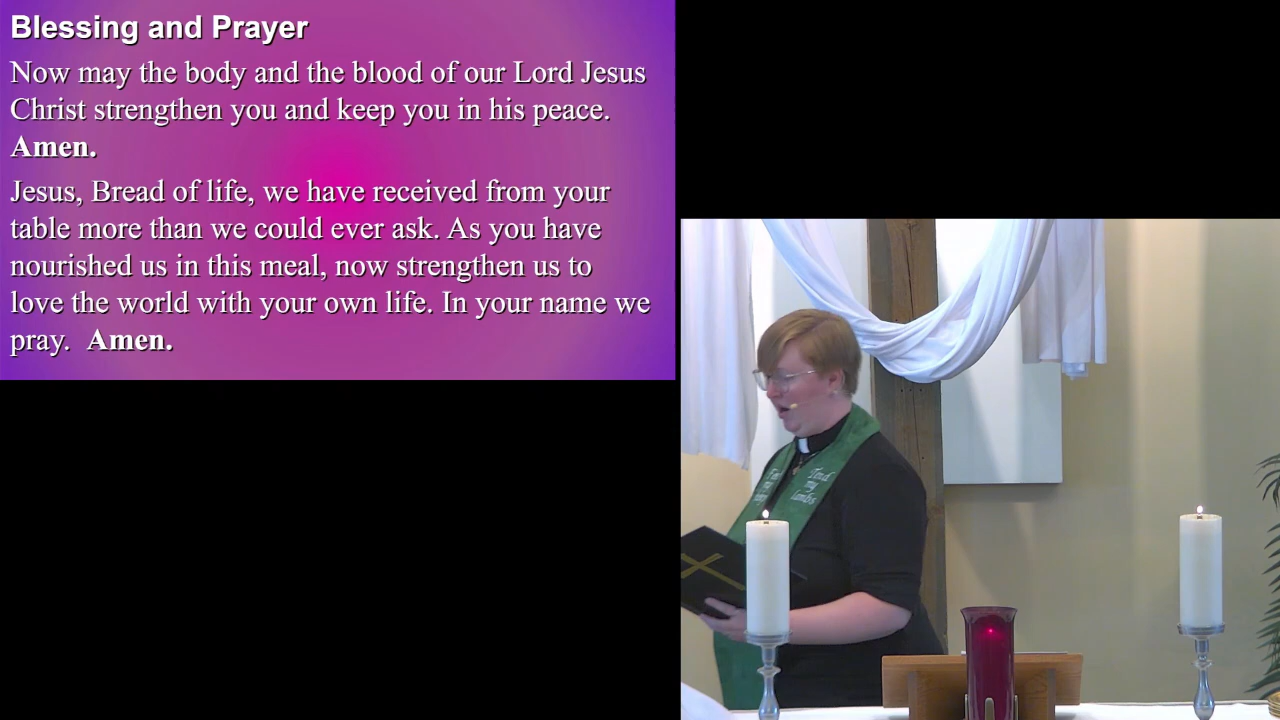 Blessing and Prayer
Now may the body and the blood of our Lord Jesus
Christ strengthen you and keep you in his peace.
Amen.
Jesus, Bread of life, we have received from your
table more than we could ever ask. As you have
nourished us in this meal, now strengthen us to
love the world with your own life. In your name we
pray.  Amen.
Tend
my
lambs